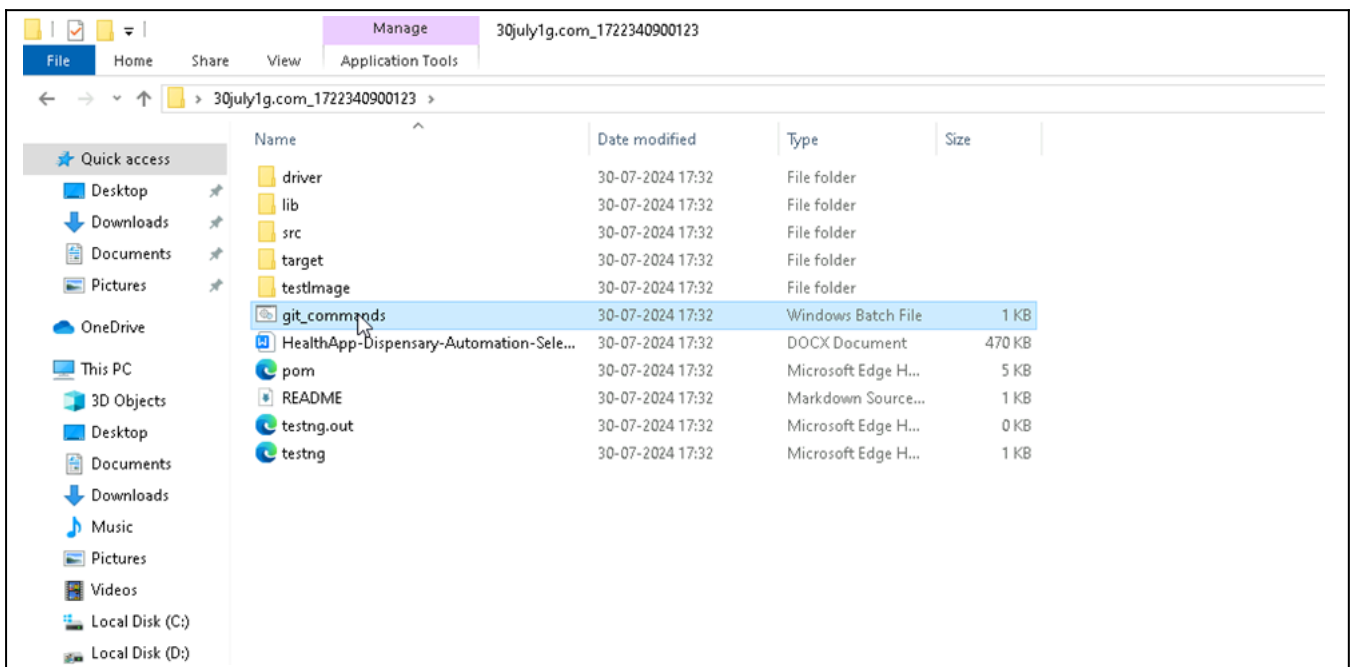 Manage 30july1g.com_1722340900123
File Home Share View Application Tools
30july1g.com_1722340900123
Name Date modified Type Size
Quick access
Desktop
Downloads
Documents
Pictures
OneDrive
This PC
3D Objects
Desktop
Documents
Downloads
Music
Pictures
Videos
Local Disk (C:)
Local Disk (D:)
driver 30-07-2024 17:32 File folder
lib 30-07-2024 17:32 File folder
src 30-07-2024 17:32 File folder
target 30-07-2024 17:32 File folder
testImage 30-07-2024 17:32 File folder
git_commands 30-07-2024 17:32 Windows Batch File 1 KB
HealthApp-Dispensary-Automation-Sele... 30-07-2024 17:32 DOCX Document 470 KB
pom 30-07-2024 17:32 Microsoft Edge H... 5 KB
README 30-07-2024 17:32 Markdown Source... 1 KB
testng.out 30-07-2024 17:32 Microsoft Edge H... 0 KB
testng 30-07-2024 17:32 Microsoft Edge H... 1 KB